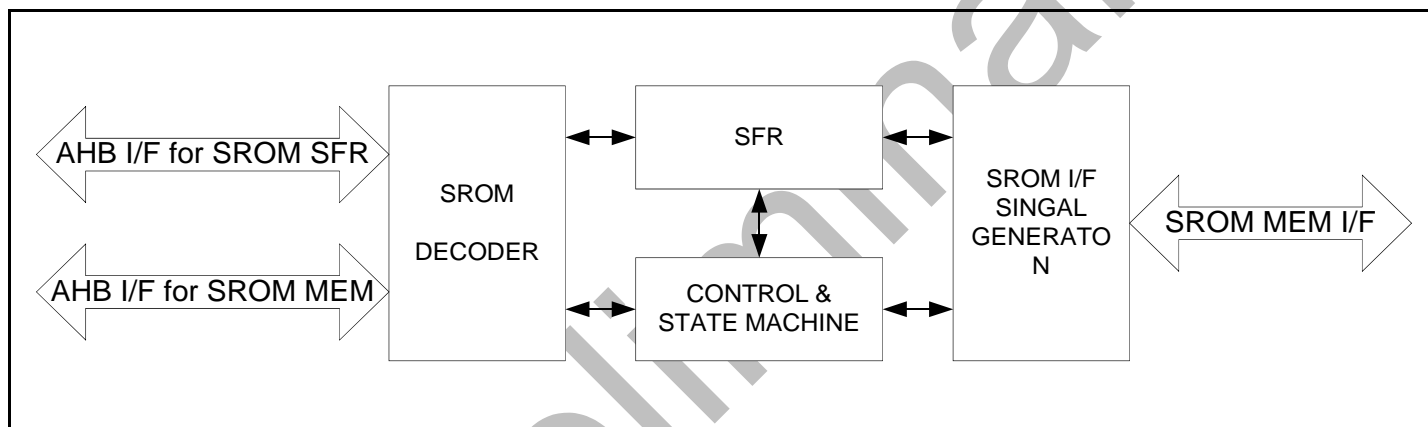 AHB I/F for SROM SFR
AHB I/F for SROM MEM
SROM
DECODER
SFR
CONTROL &
STATE MACHINE
SROM I/F
SINGAL
GENERATO
N
SROM MEM I/F